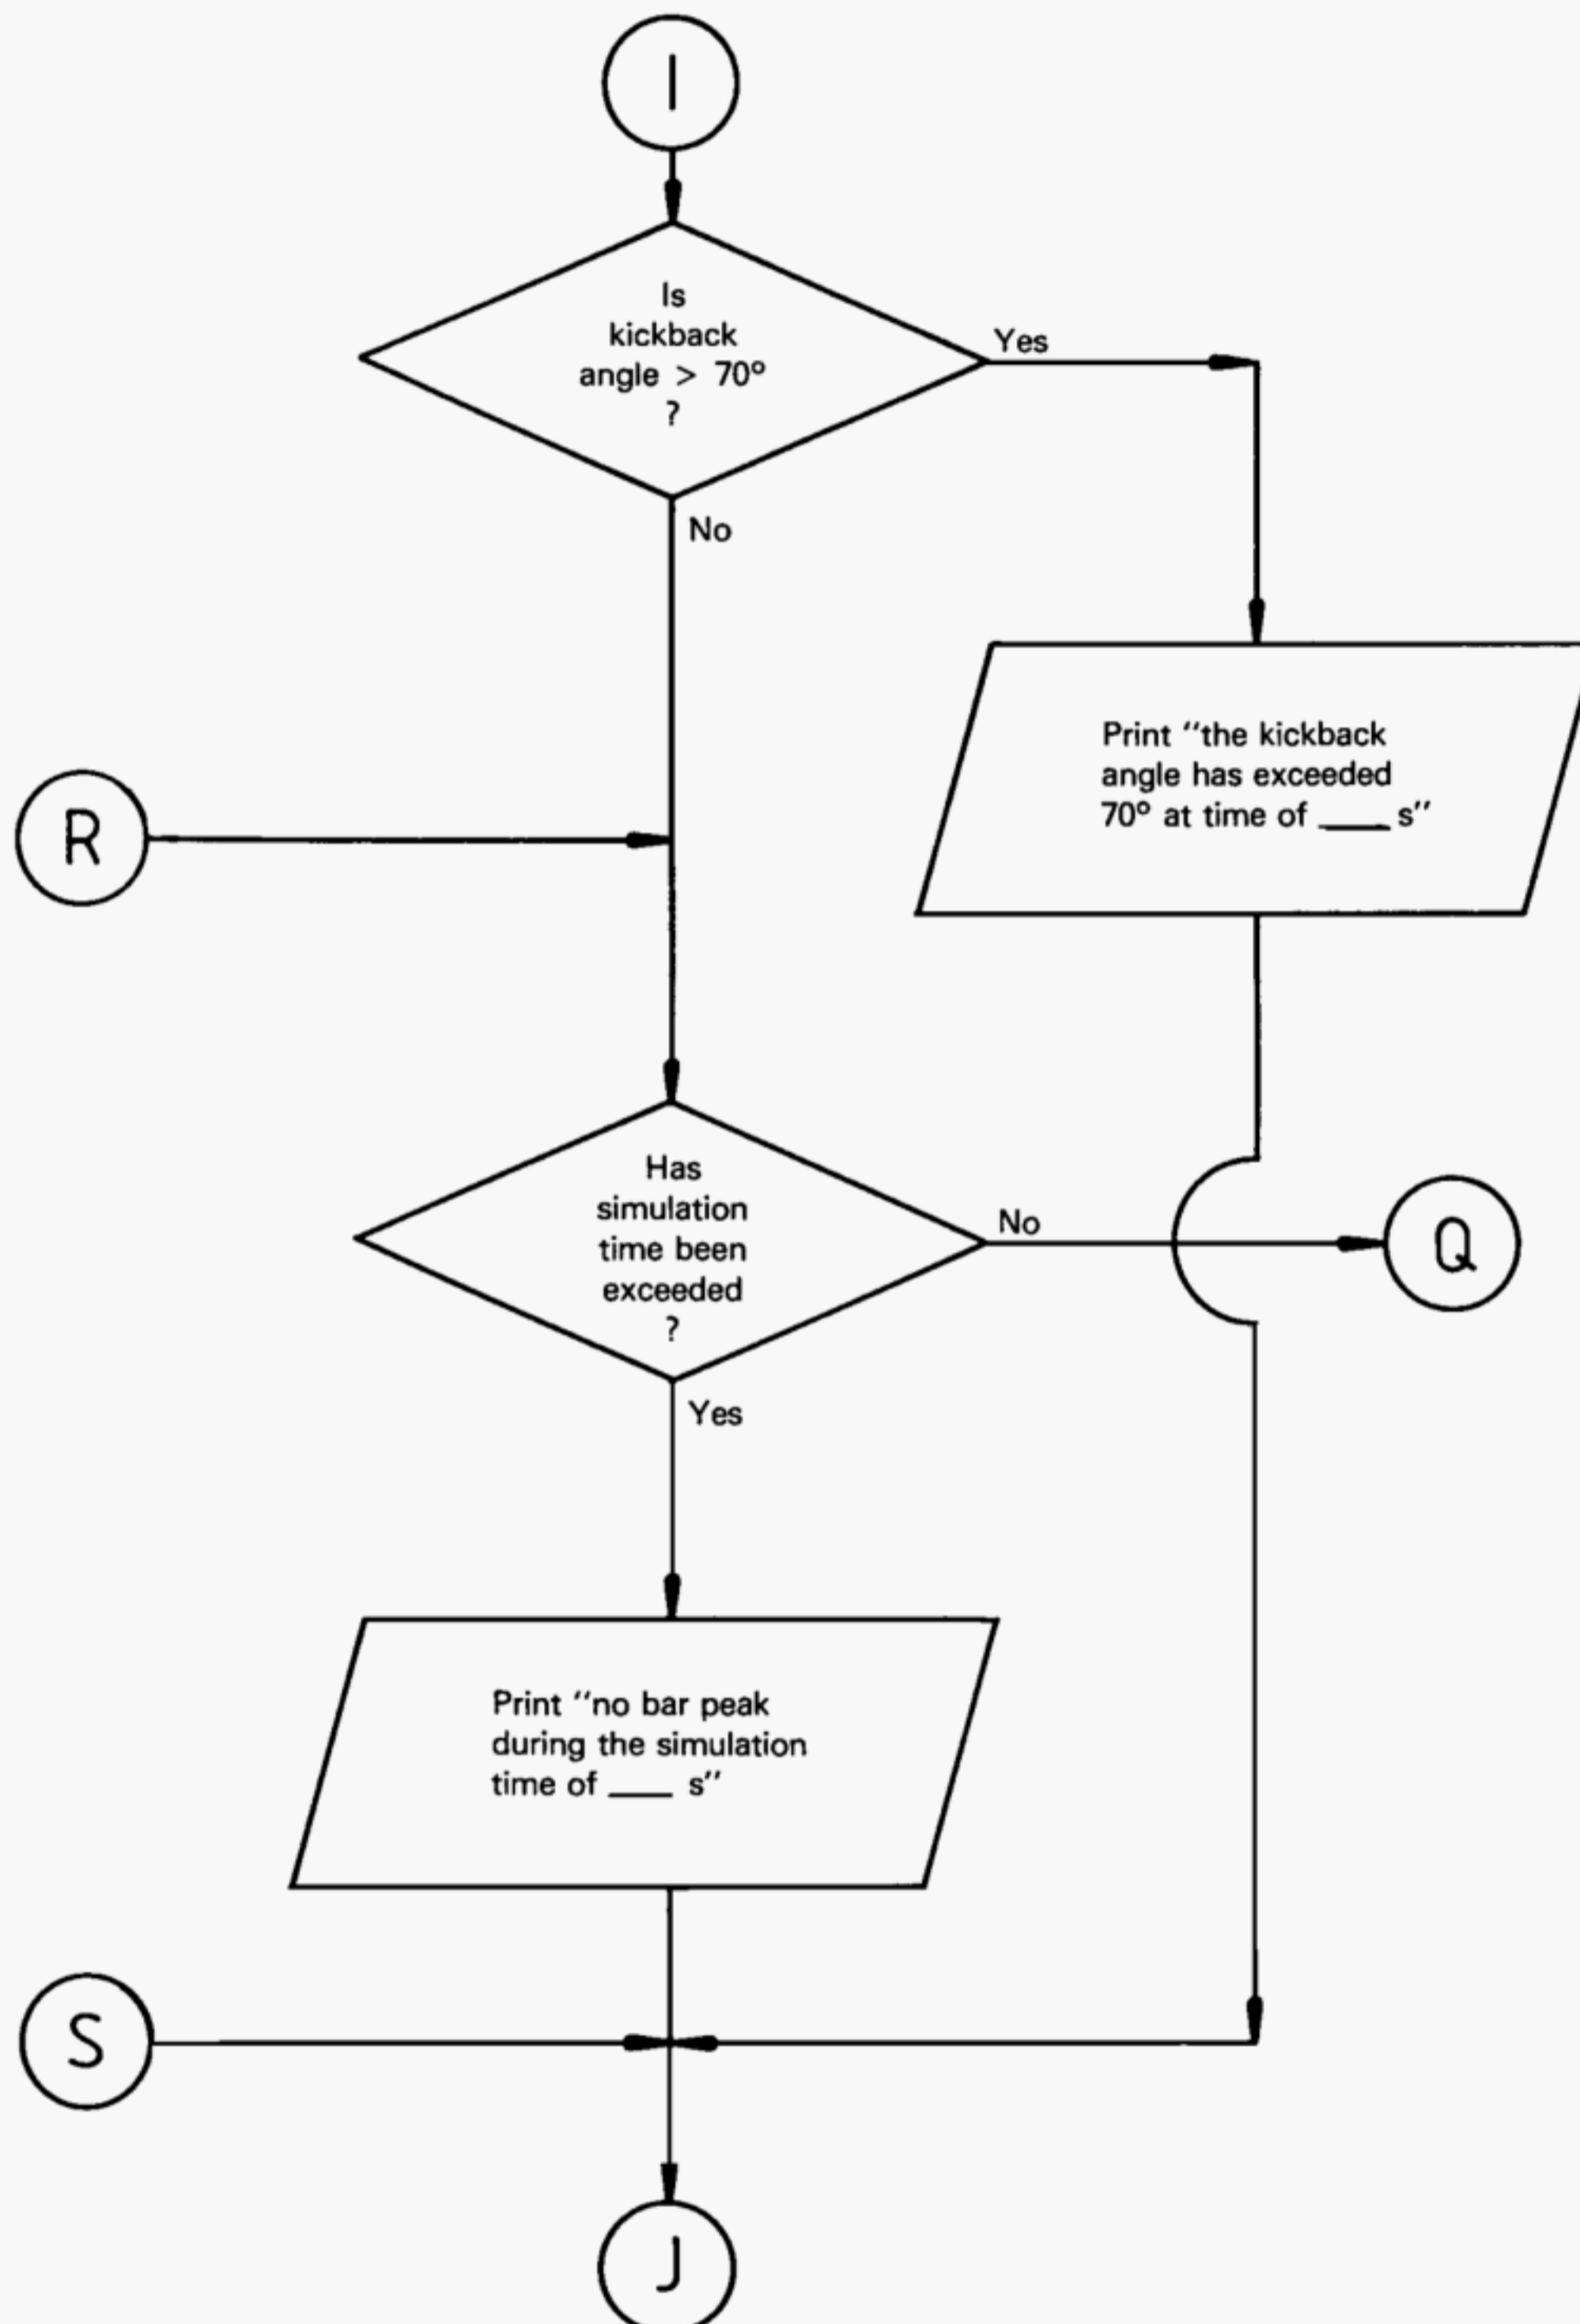 I
Is
kickback
angle > 70°
?
Yes
No
Print “the kickback
angle has exceeded
70° at time of ____ s”
R
Has
simulation
time been
exceeded
?
No
Q
Yes
Print “no bar peak
during the simulation
time of ____ s”
S
J